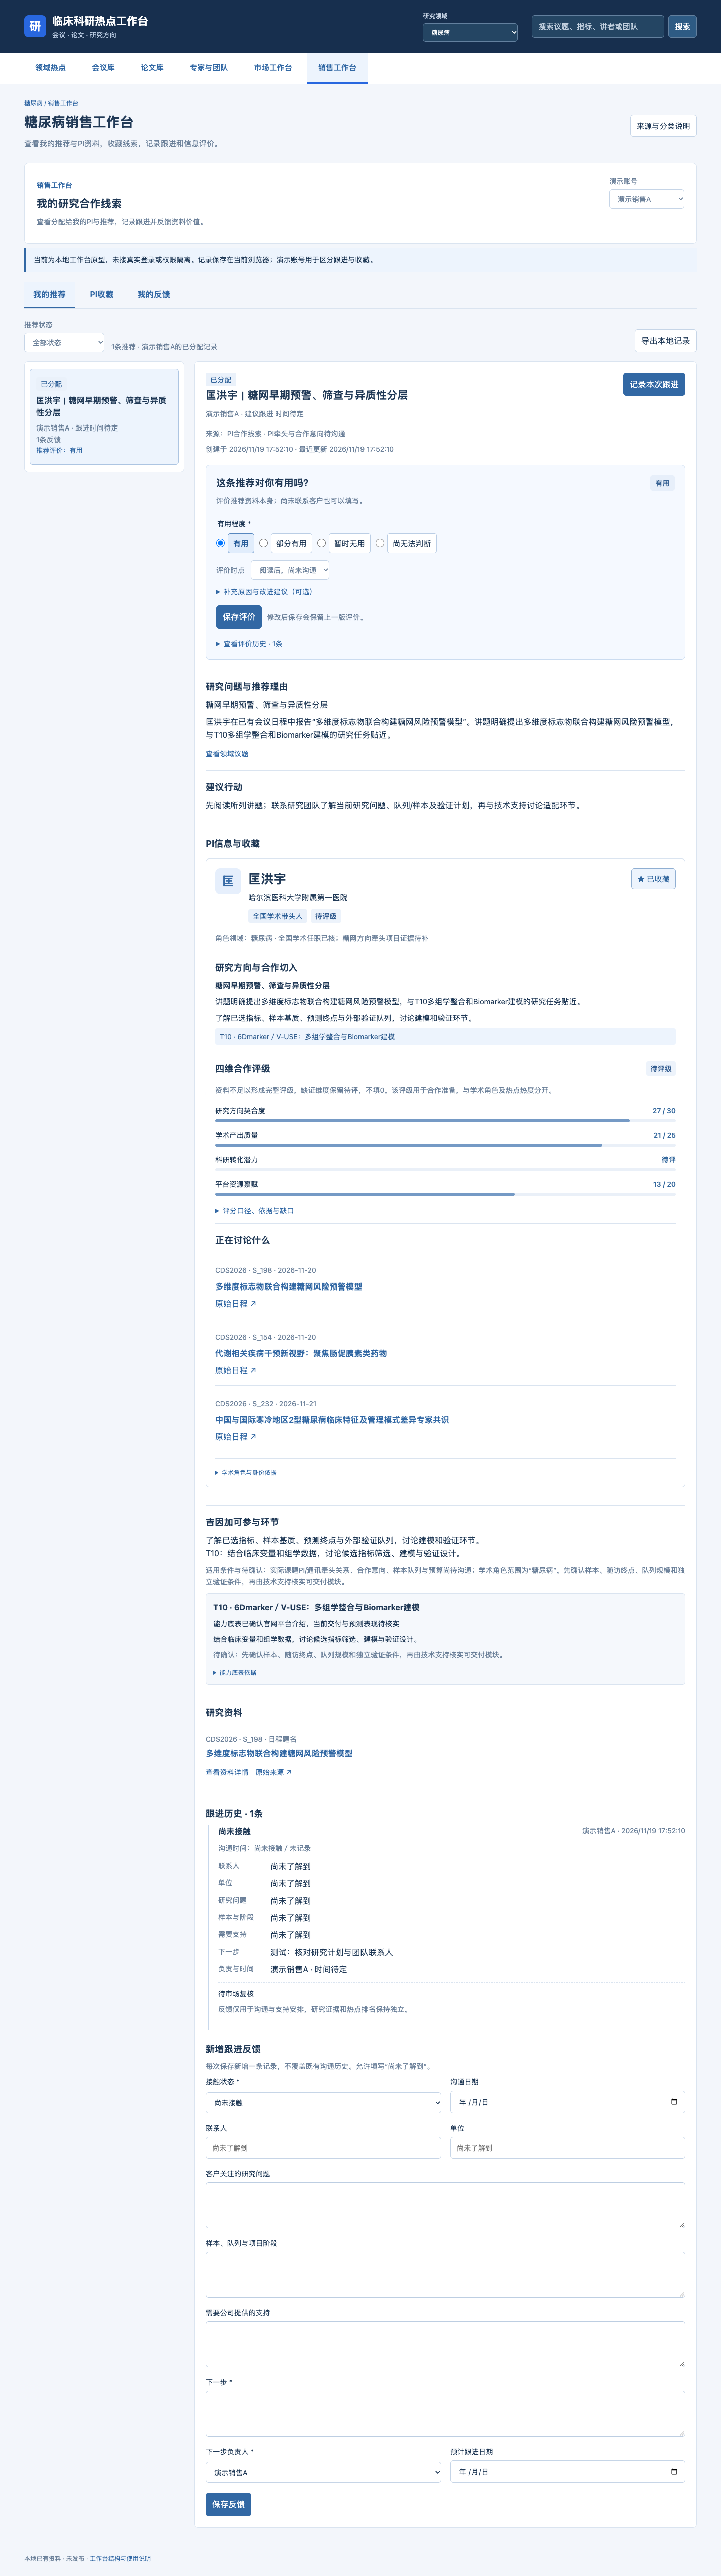 研
临床科研热点工作台
会议 · 论文 · 研究方向
研究领域
糖尿病
搜索议题、指标、讲者或团队
搜索
领域热点
会议库
论文库
专家与团队
市场工作台
销售工作台
糖尿病 / 销售工作台
糖尿病销售工作台
查看我的推荐与PI资料，收藏线索，记录跟进和信息评价。
来源与分类说明
销售工作台
我的研究合作线索
查看分配给我的PI与推荐，记录跟进并反馈资料价值。
演示账号
演示销售A
当前为本地工作台原型，未接真实登录或权限隔离。记录保存在当前浏览器；演示账号用于区分跟进与收藏。
我的推荐
PI收藏
我的反馈
推荐状态
全部状态
1条推荐 · 演示销售A的已分配记录
导出本地记录
已分配
匡洪宇 | 糖网早期预警、筛查与异质性分层
演示销售A · 跟进时间待定
1条反馈
推荐评价：有用
已分配
匡洪宇 | 糖网早期预警、筛查与异质性分层
演示销售A · 建议跟进 时间待定
来源：PI合作线索 · PI牵头与合作意向待沟通
创建于 2026/11/19 17:52:10 · 最近更新 2026/11/19 17:52:10
记录本次跟进
这条推荐对你有用吗？
有用
评价推荐资料本身；尚未联系客户也可以填写。
有用程度 *
有用
部分有用
暂时无用
尚无法判断
评价时点
阅读后，尚未沟通
▶ 补充原因与改进建议（可选）
保存评价
修改后保存会保留上一版评价。
▶ 查看评价历史 · 1条
研究问题与推荐理由
糖网早期预警、筛查与异质性分层
匡洪宇在已有会议日程中报告“多维度标志物联合构建糖网风险预警模型”。讲题明确提出多维度标志物联合构建糖网风险预警模型，与T10多组学整合和Biomarker建模的研究任务贴近。
查看领域议题
建议行动
先阅读所列讲题；联系研究团队了解当前研究问题、队列/样本及验证计划，再与技术支持讨论适配环节。
PI信息与收藏
匡
匡洪宇
哈尔滨医科大学附属第一医院
全国学术带头人
待评级
★ 已收藏
角色领域：糖尿病 · 全国学术任职已核；糖网方向牵头项目证据待补
研究方向与合作切入
糖网早期预警、筛查与异质性分层
讲题明确提出多维度标志物联合构建糖网风险预警模型，与T10多组学整合和Biomarker建模的研究任务贴近。
了解已选指标、样本基质、预测终点与外部验证队列，讨论建模和验证环节。
T10 · 6Dmarker / V-USE：多组学整合与Biomarker建模
四维合作评级
待评级
资料不足以形成完整评级，缺证维度保留待评，不填0。该评级用于合作准备，与学术角色及热点热度分开。
研究方向契合度
27 / 30
学术产出质量
21 / 25
科研转化潜力
待评
平台资源禀赋
13 / 20
▶ 评分口径、依据与缺口
正在讨论什么
CDS2026 · S_198 · 2026-11-20
多维度标志物联合构建糖网风险预警模型
原始日程 ↗
CDS2026 · S_154 · 2026-11-20
代谢相关疾病干预新视野：聚焦肠促胰素类药物
原始日程 ↗
CDS2026 · S_232 · 2026-11-21
中国与国际寒冷地区2型糖尿病临床特征及管理模式差异专家共识
原始日程 ↗
▶ 学术角色与身份依据
吉因加可参与环节
了解已选指标、样本基质、预测终点与外部验证队列，讨论建模和验证环节。
T10：结合临床变量和组学数据，讨论候选指标筛选、建模与验证设计。
适用条件与待确认：实际课题PI/通讯牵头关系、合作意向、样本队列与预算尚待沟通；学术角色范围为“糖尿病”。先确认样本、随访终点、队列规模和独立验证条件，再由技术支持核实可交付模块。
T10 · 6Dmarker / V-USE：多组学整合与Biomarker建模
能力底表已确认官网平台介绍，当前交付与预测表现待核实
结合临床变量和组学数据，讨论候选指标筛选、建模与验证设计。
待确认：先确认样本、随访终点、队列规模和独立验证条件，再由技术支持核实可交付模块。
▶ 能力底表依据
研究资料
CDS2026 · S_198 · 日程题名
多维度标志物联合构建糖网风险预警模型
查看资料详情 原始来源 ↗
跟进历史 · 1条
尚未接触
演示销售A · 2026/11/19 17:52:10
沟通时间：尚未接触 / 未记录
联系人 尚未了解到
单位 尚未了解到
研究问题 尚未了解到
样本与阶段 尚未了解到
需要支持 尚未了解到
下一步 测试：核对研究计划与团队联系人
负责与时间 演示销售A · 时间待定
待市场复核
反馈仅用于沟通与支持安排，研究证据和热点排名保持独立。
新增跟进反馈
每次保存新增一条记录，不覆盖既有沟通历史。允许填写“尚未了解到”。
接触状态 *
尚未接触
沟通日期
年 /月/日
联系人
尚未了解到
单位
尚未了解到
客户关注的研究问题
样本、队列与项目阶段
需要公司提供的支持
下一步 *
下一步负责人 *
演示销售A
预计跟进日期
年 /月/日
保存反馈
本地已有资料 · 未发布 · 工作台结构与使用说明